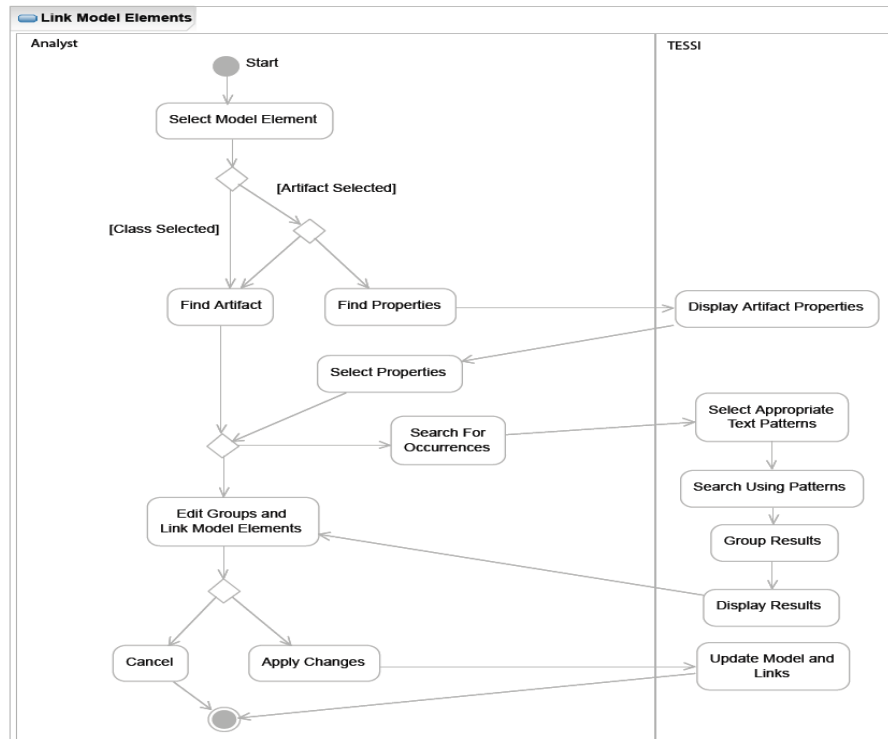 Link Model Elements
Analyst
TESSI
Start
Select Model Element
[Artifact Selected]
[Class Selected]
Find Artifact
Find Properties
Display Artifact Properties
Select Properties
Search For
Occurrences
Select Appropriate
Text Patterns
Search Using Patterns
Edit Groups and
Link Model Elements
Group Results
Display Results
Cancel
Apply Changes
Update Model and
Links